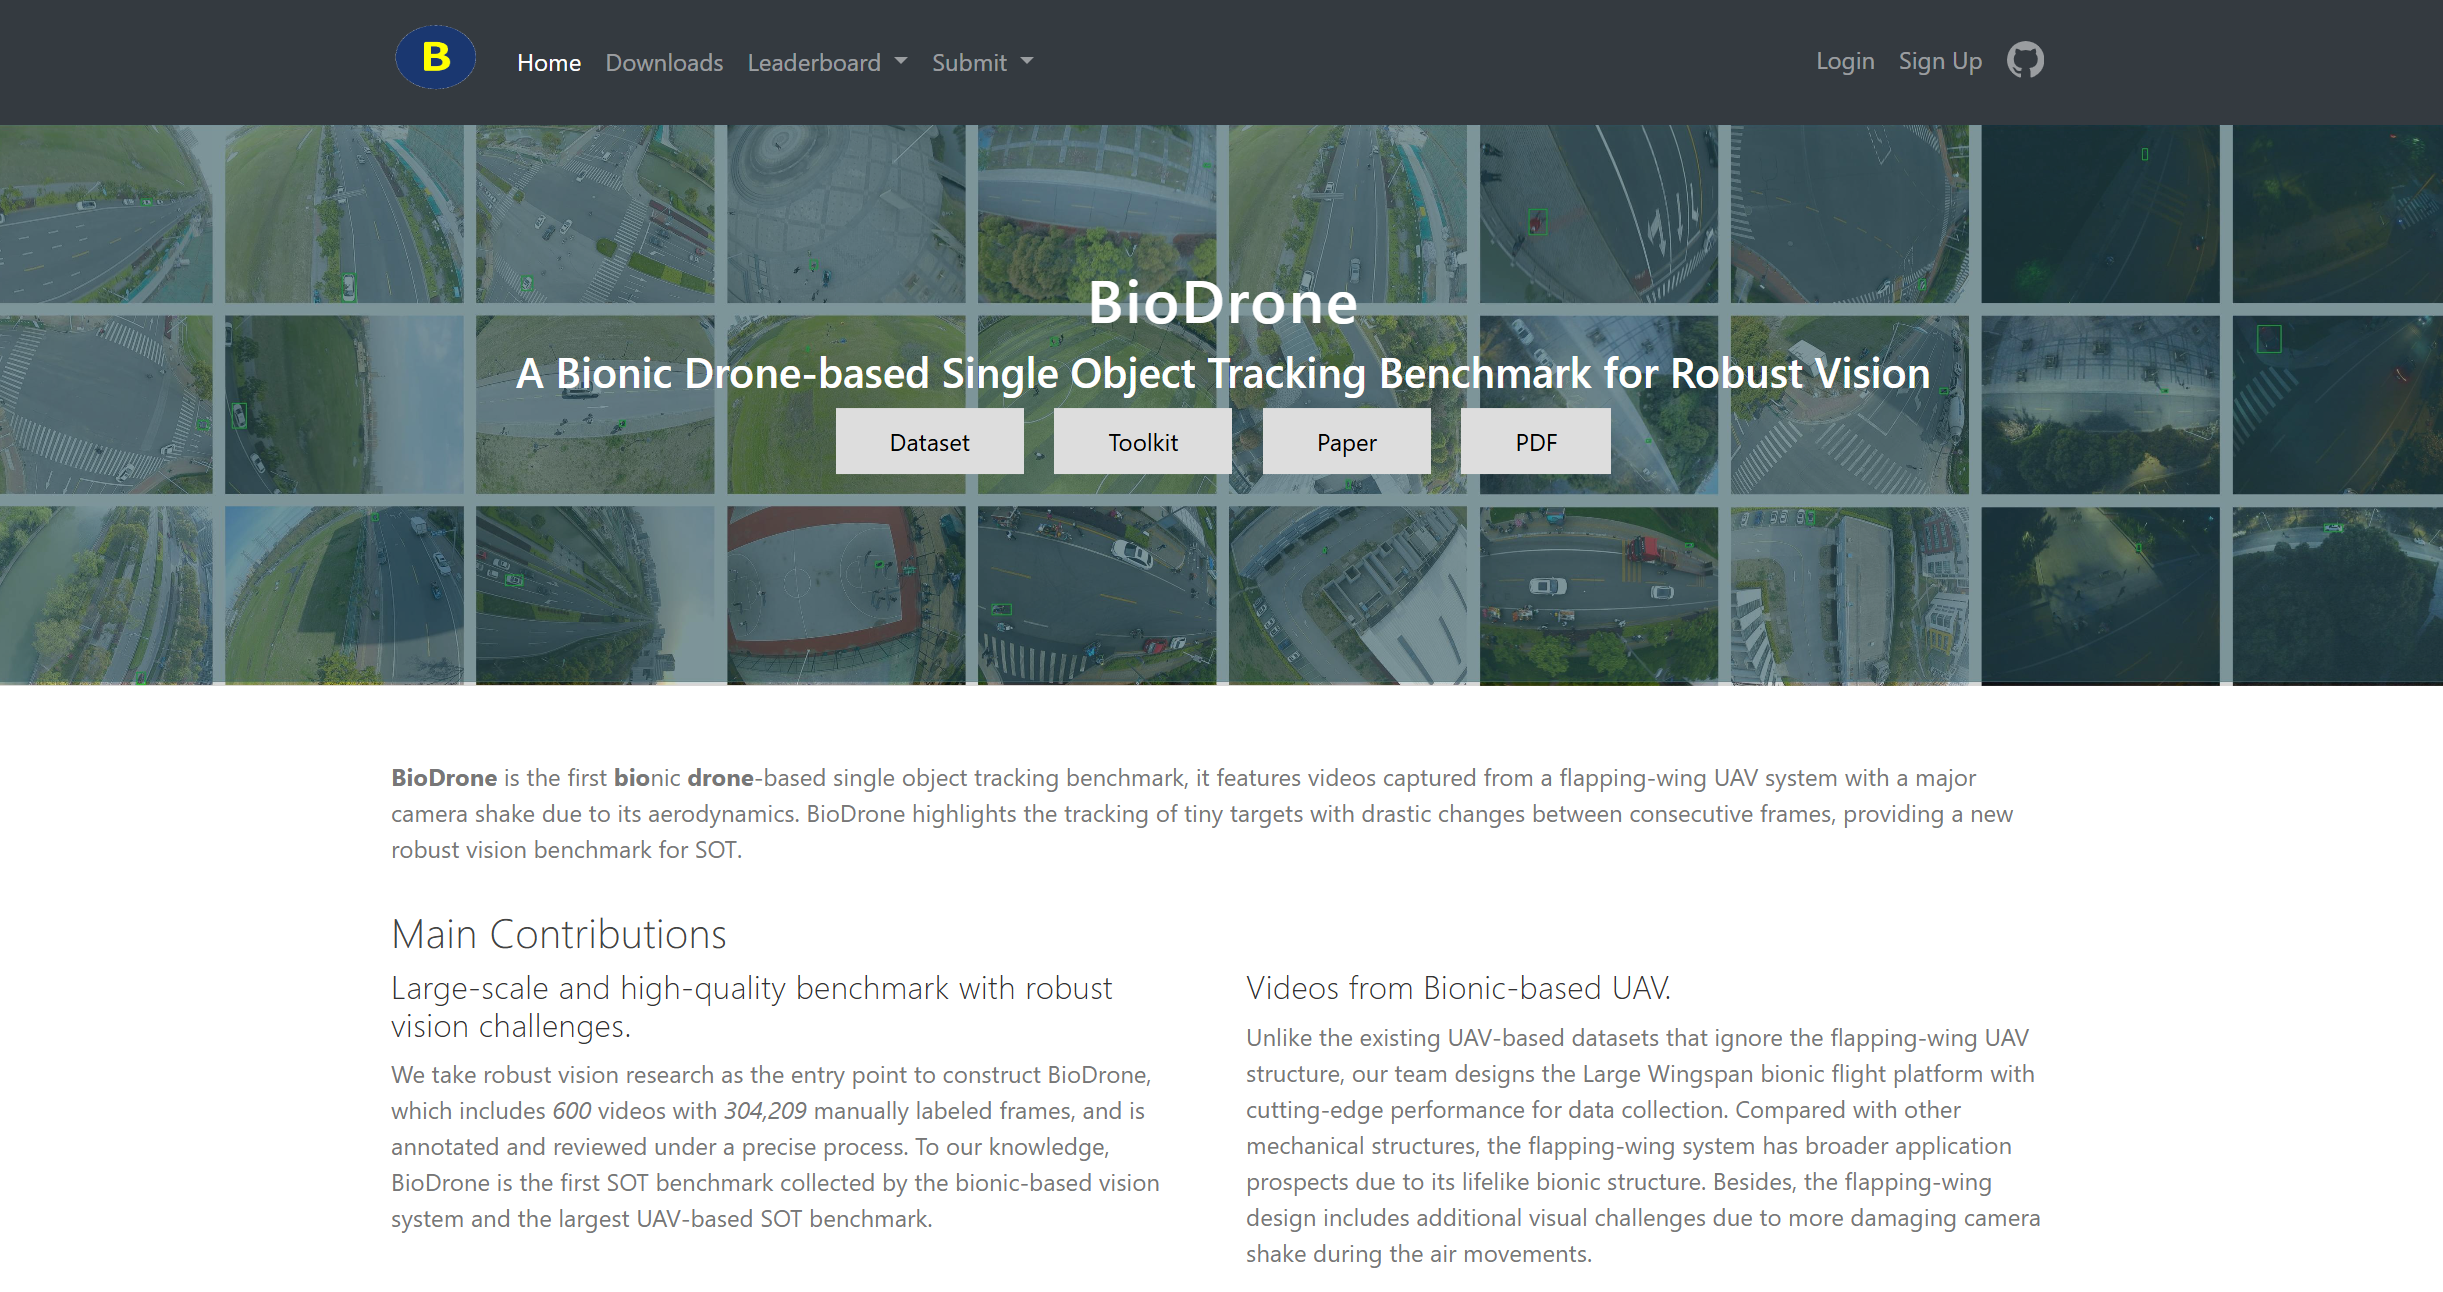 B
Home Downloads Leaderboard Submit Login Sign Up
BioDrone
A Bionic Drone-based Single Object Tracking Benchmark for Robust Vision
Dataset Toolkit Paper PDF
BioDrone is the first bionic drone-based single object tracking benchmark, it features videos captured from a flapping-wing UAV system with a major
camera shake due to its aerodynamics. BioDrone highlights the tracking of tiny targets with drastic changes between consecutive frames, providing a new
robust vision benchmark for SOT.
Main Contributions
Large-scale and high-quality benchmark with robust
vision challenges.
We take robust vision research as the entry point to construct BioDrone,
which includes 600 videos with 304,209 manually labeled frames, and is
annotated and reviewed under a precise process. To our knowledge,
BioDrone is the first SOT benchmark collected by the bionic-based vision
system and the largest UAV-based SOT benchmark.
Videos from Bionic-based UAV.
Unlike the existing UAV-based datasets that ignore the flapping-wing UAV
structure, our team designs the Large Wingspan bionic flight platform with
cutting-edge performance for data collection. Compared with other
mechanical structures, the flapping-wing system has broader application
prospects due to its lifelike bionic structure. Besides, the flapping-wing
design includes additional visual challenges due to more damaging camera
shake during the air movements.